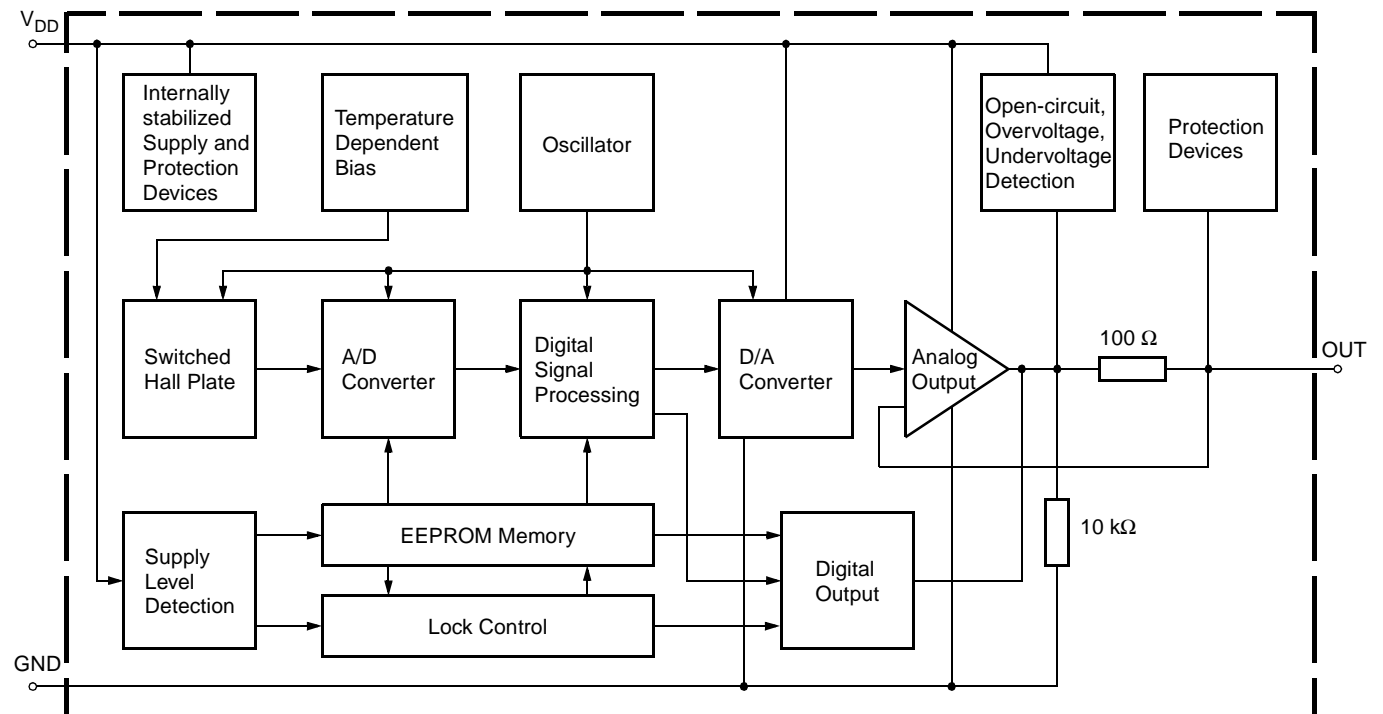 VDD
Internally
stabilized
Supply and
Protection
Devices
Temperature
Dependent
Bias
Oscillator
Open-circuit,
Overvoltage,
Undervoltage
Detection
Protection
Devices
Switched
Hall Plate
A/D
Converter
Digital
Signal
Processing
D/A
Converter
Analog
Output
100 Ω
OUT
EEPROM Memory
10 kΩ
Supply
Level
Detection
Digital
Output
Lock Control
GND